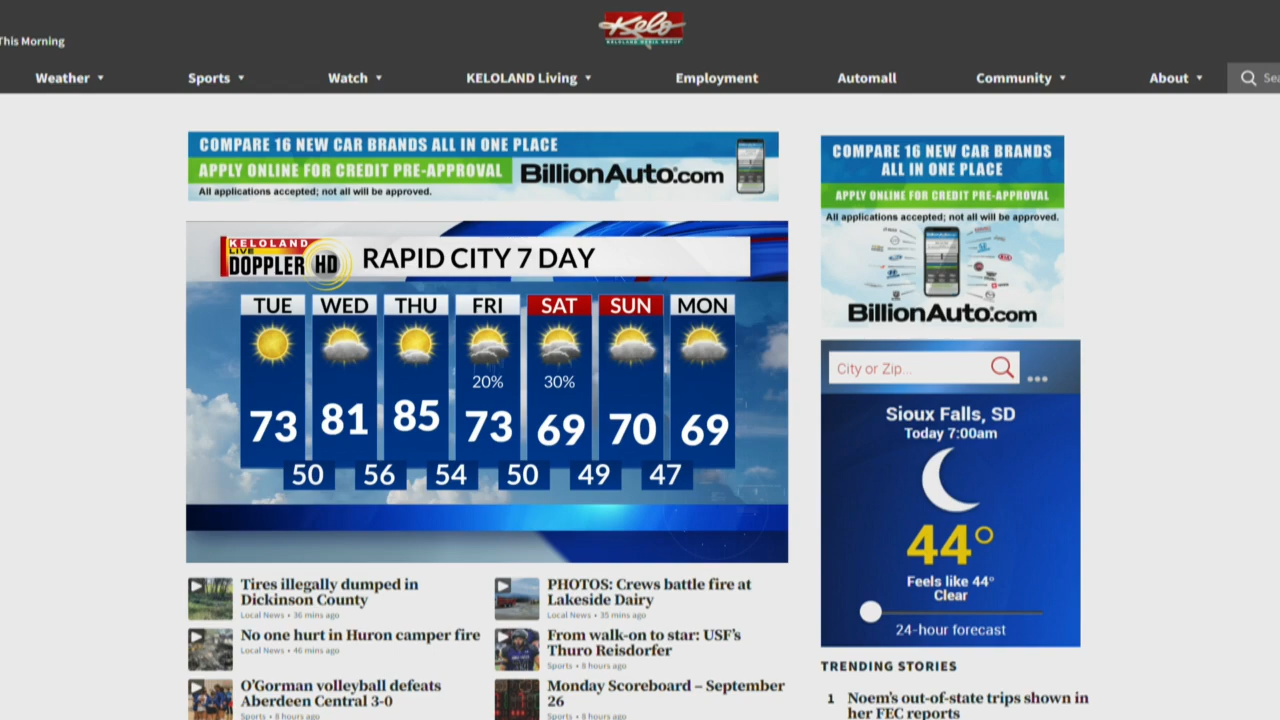 This Morning
Kelo
KELOLAND MEDIA GROUP
Weather
Sports
Watch
KELOLAND Living
Employment
Automall
Community
About
COMPARE 16 NEW CAR BRANDS ALL IN ONE PLACE
APPLY ONLINE FOR CREDIT PRE-APPROVAL
BillionAuto.com
All applications accepted; not all will be approved.
COMPARE 16 NEW CAR BRANDS
ALL IN ONE PLACE
APPLY ONLINE FOR CREDIT PRE-APPROVAL
All applications accepted; not all will be approved.
BillionAuto.com
KELOLAND
LIVE
DOPPLER HD
RAPID CITY 7 DAY
TUE WED THU FRI SAT SUN MON
20% 30%
73 81 85 73 69 70 69
50 56 54 50 49 47
City or Zip...
Sioux Falls, SD
Today 7:00am
44°
Feels like 44°
Clear
24-hour forecast
Tires illegally dumped in
Dickinson County
Local News • 36 mins ago
PHOTOS: Crews battle fire at
Lakeside Dairy
Local News • 35 mins ago
No one hurt in Huron camper fire
Local News • 46 mins ago
From walk-on to star: USF's
Thuro Reisdorfer
Sports • 8 hours ago
O'Gorman volleyball defeats
Aberdeen Central 3-0
Sports • 8 hours ago
Monday Scoreboard – September
26
Sports • 8 hours ago
TRENDING STORIES
1 Noem's out-of-state trips shown in
her FEC reports